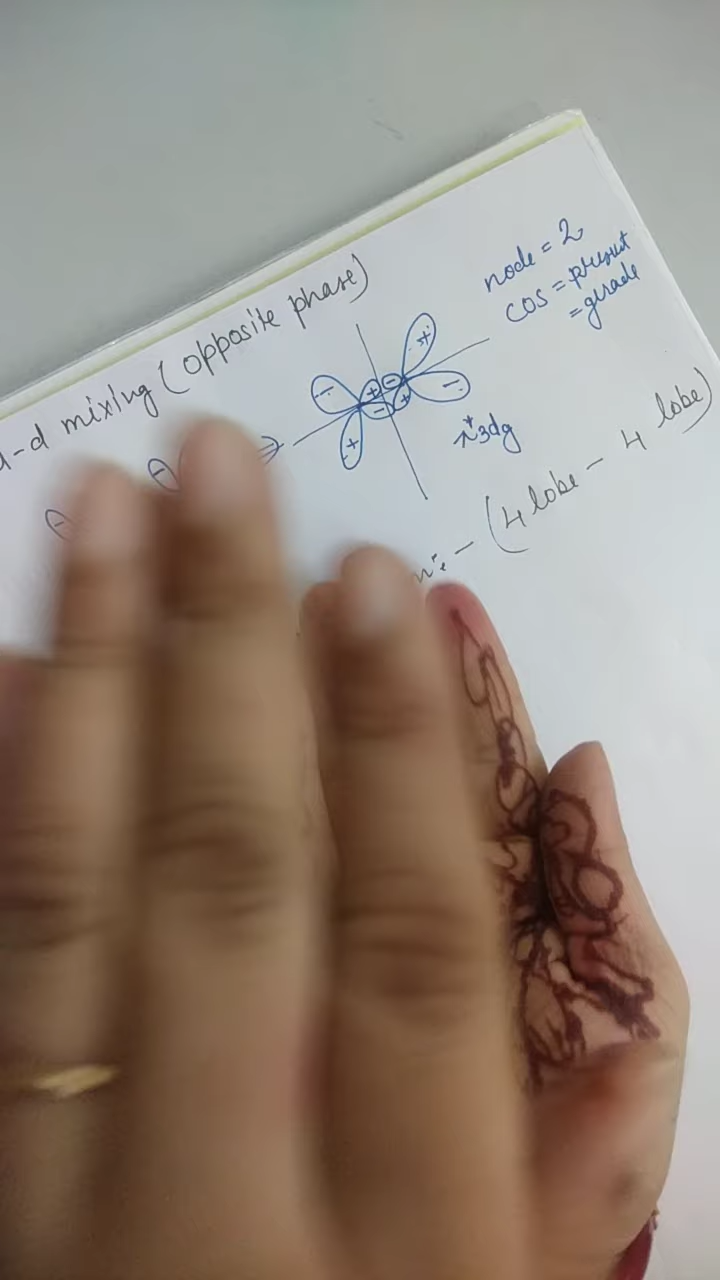 d-d mixing (opposite phase)
node = 2
cos = present
= gerade
π*3dg
(4 lobe - 4 lobe)